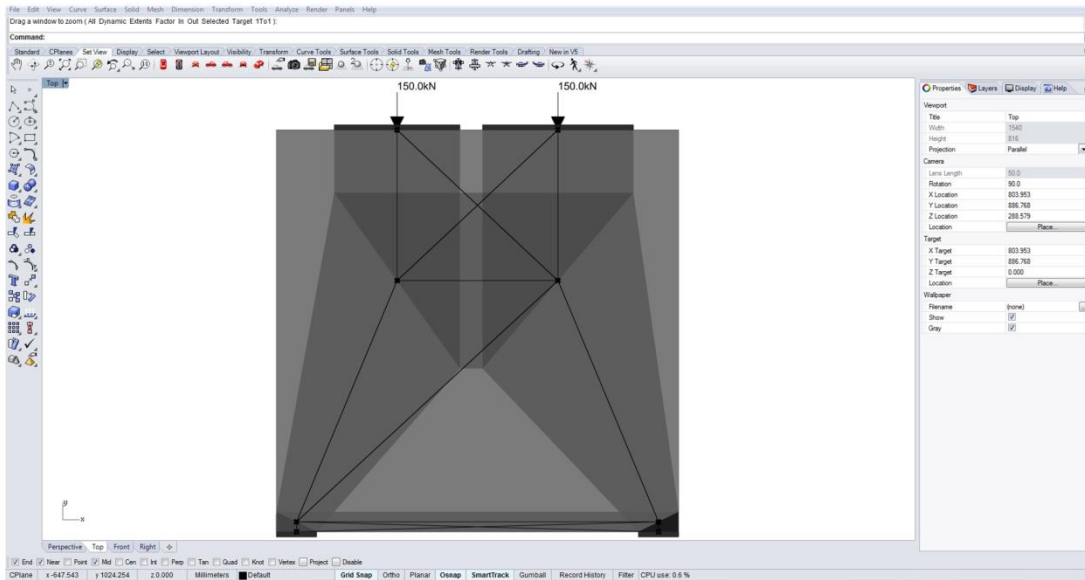 File Edit View Curve Surface Solid Mesh Dimension Transform Tools Analyze Render Panels Help
Drag a window to zoom ( All Dynamic Extents Factor In Out Selected Target 1To1 ):
Command:
Standard CPlanes Set View Display Select Viewport Layout Visibility Transform Curve Tools Surface Tools Solid Tools Mesh Tools Render Tools Drafting New in V5
Top
150.0kN 150.0kN
Properties Layers Display Help
Viewport
Title Top
Width 1540
Height 816
Projection Parallel
Camera
Lens Length 50.0
Rotation 90.0
X Location 803.953
Y Location 886.768
Z Location 288.579
Location Place...
Target
X Target 803.953
Y Target 886.768
Z Target 0.000
Location Place...
Wallpaper
Filename (none)
Show
Gray
y
x
Perspective Top Front Right
End Near Point Mid Cen Int Perp Tan Quad Knot Vertex Project Disable
CPlane x -647.543 y 1024.254 z 0.000 Millimeters Default Grid Snap Ortho Planar Osnap SmartTrack Gumball Record History Filter CPU use: 0.6 %